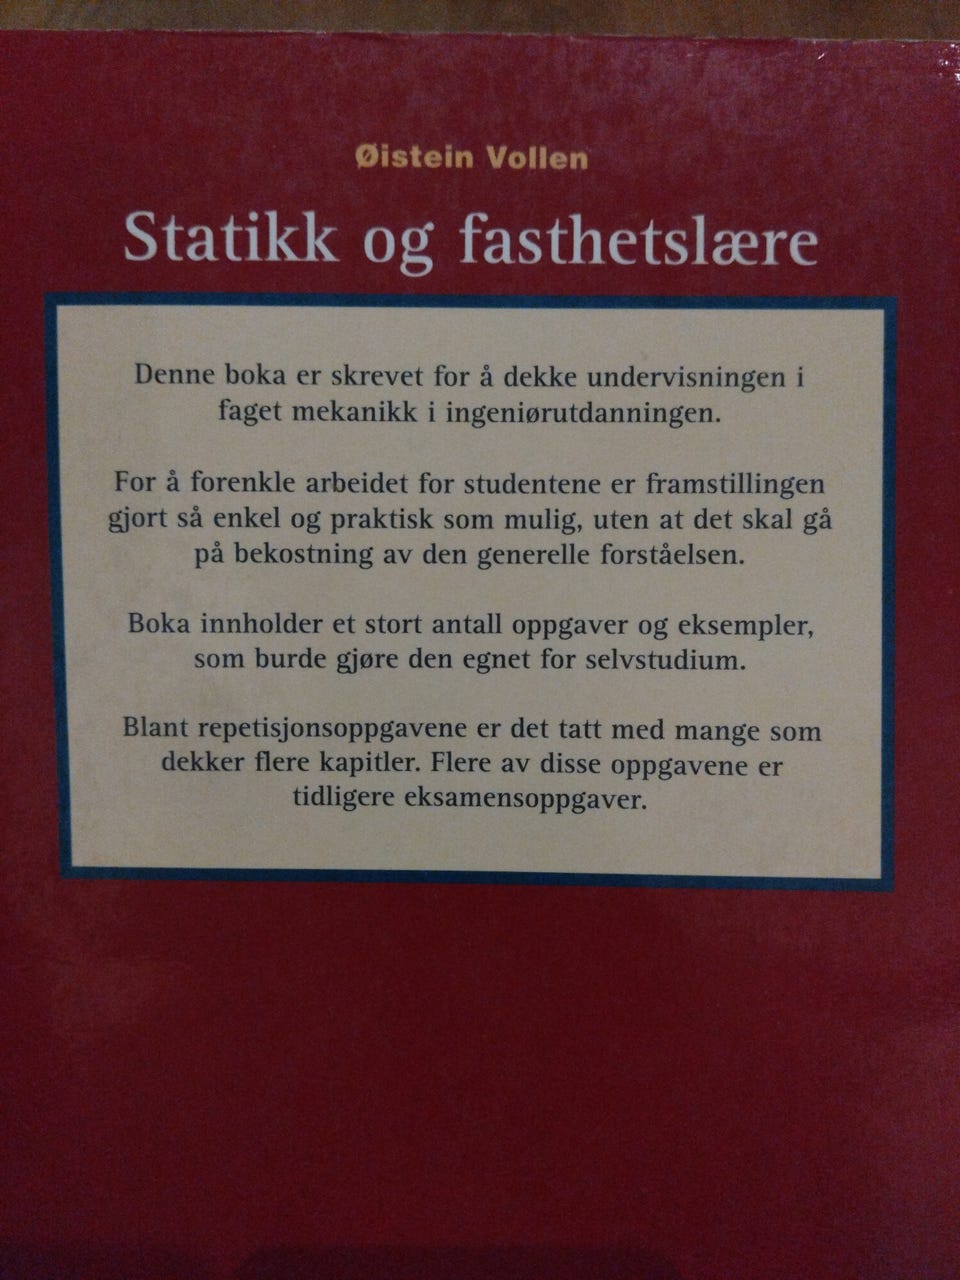 Øistein Vollen
Statikk og fasthetslære
Denne boka er skrevet for å dekke undervisningen i
faget mekanikk i ingeniørutdanningen.
For å forenkle arbeidet for studentene er framstillingen
gjort så enkel og praktisk som mulig, uten at det skal gå
på bekostning av den generelle forståelsen.
Boka innholder et stort antall oppgaver og eksempler,
som burde gjøre den egnet for selvstudium.
Blant repetisjonsoppgavene er det tatt med mange som
dekker flere kapitler. Flere av disse oppgavene er
tidligere eksamensoppgaver.